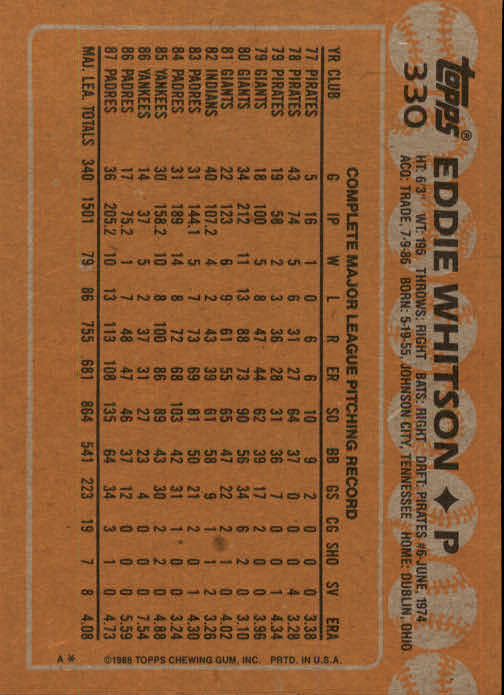 topps® EDDIE WHITSON ✦ P
330
HT: 6'3" WT: 195 THROWS: RIGHT BATS: RIGHT DRFT: PIRATES #6-JUNE, 1974
ACQ: TRADE, 7-9-86 BORN: 5-19-55, JOHNSON CITY, TENNESSEE HOME: DUBLIN, OHIO
COMPLETE MAJOR LEAGUE PITCHING RECORD
YR CLUB G IP W L R ER SO BB GS CG SHO SV ERA
77 PIRATES 5 16 1 0 6 6 10 9 2 0 0 0 3.38
78 PIRATES 43 74 5 6 31 27 64 37 0 0 0 4 3.28
79 PIRATES 19 58 2 3 36 28 31 36 7 0 0 1 4.34
79 GIANTS 18 100 5 8 47 44 62 39 17 2 0 0 3.96
80 GIANTS 34 212 11 13 88 73 90 56 34 6 2 0 3.10
81 GIANTS 22 123 6 9 61 55 65 47 22 2 1 0 4.02
82 INDIANS 40 107.2 4 2 43 39 61 58 9 1 1 2 3.26
83 PADRES 31 144.1 5 7 73 69 81 50 21 2 0 1 4.30
84 PADRES 31 189 14 8 72 68 103 42 31 1 0 0 3.24
85 YANKEES 30 158.2 10 8 100 86 89 43 30 2 2 0 4.88
86 YANKEES 14 37 5 2 37 31 27 23 4 0 0 0 7.54
86 PADRES 17 75.2 1 7 48 47 46 37 12 0 0 0 5.59
87 PADRES 36 205.2 10 13 113 108 135 64 34 3 1 0 4.73
MAJ. LEA. TOTALS 340 1501 79 86 755 681 864 541 223 19 7 8 4.08
©1988 TOPPS CHEWING GUM, INC. PRTD. IN U.S.A. A*